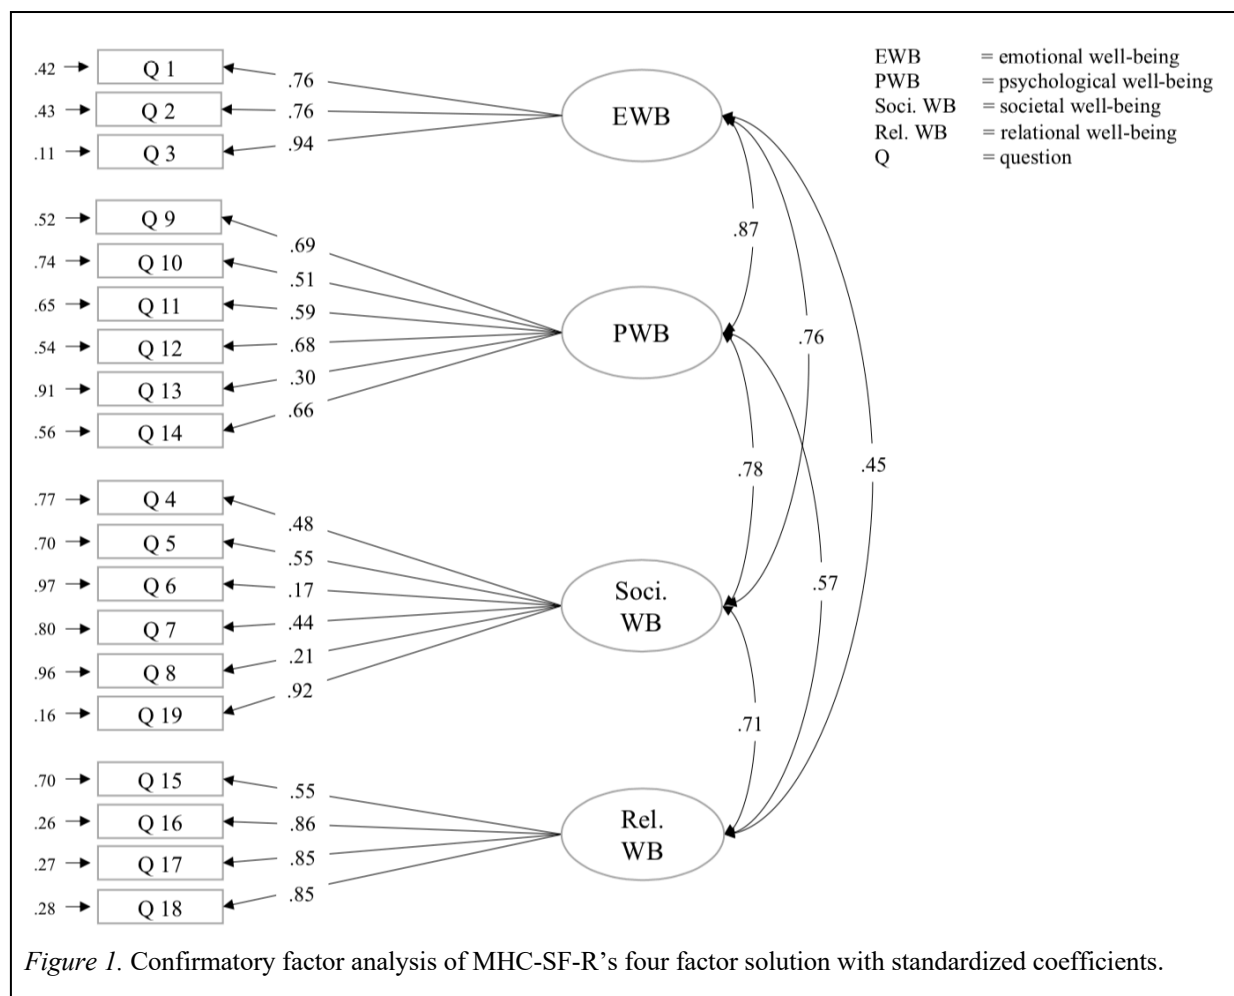 EWB = emotional well-being
PWB = psychological well-being
Soci. WB = societal well-being
Rel. WB = relational well-being
Q = question
.42 Q 1 .76
.43 Q 2 .76
.11 Q 3 .94
EWB
.52 Q 9 .69
.74 Q 10 .51
.65 Q 11 .59
.54 Q 12 .68
.91 Q 13 .30
.56 Q 14 .66
PWB
.77 Q 4 .48
.70 Q 5 .55
.97 Q 6 .17
.80 Q 7 .44
.96 Q 8 .21
.16 Q 19 .92
Soci.
WB
.70 Q 15 .55
.26 Q 16 .86
.27 Q 17 .85
.28 Q 18 .85
Rel.
WB
.87
.76
.78
.45
.57
.71
Figure 1. Confirmatory factor analysis of MHC-SF-R’s four factor solution with standardized coefficients.